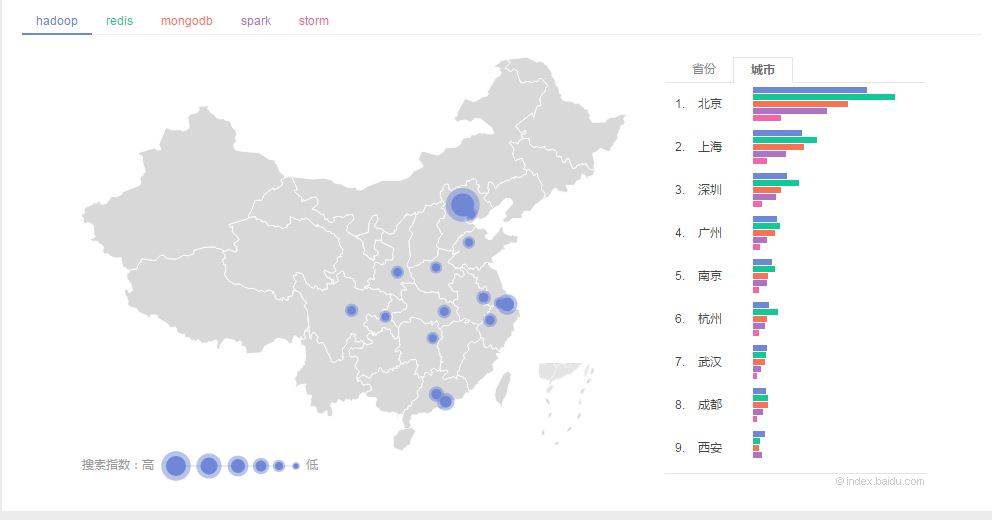 hadoop redis mongodb spark storm
省份 城市
1. 北京
2. 上海
3. 深圳
4. 广州
5. 南京
6. 杭州
7. 武汉
8. 成都
9. 西安
搜索指数：高 低
©index.baidu.com